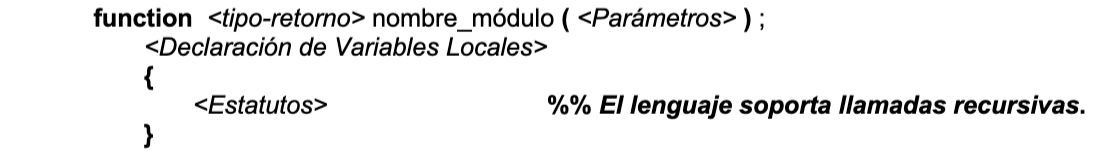 function <tipo-retorno> nombre_módulo ( <Parámetros> ) ;
<Declaración de Variables Locales>
{
<Estatutos> %% El lenguaje soporta llamadas recursivas.
}